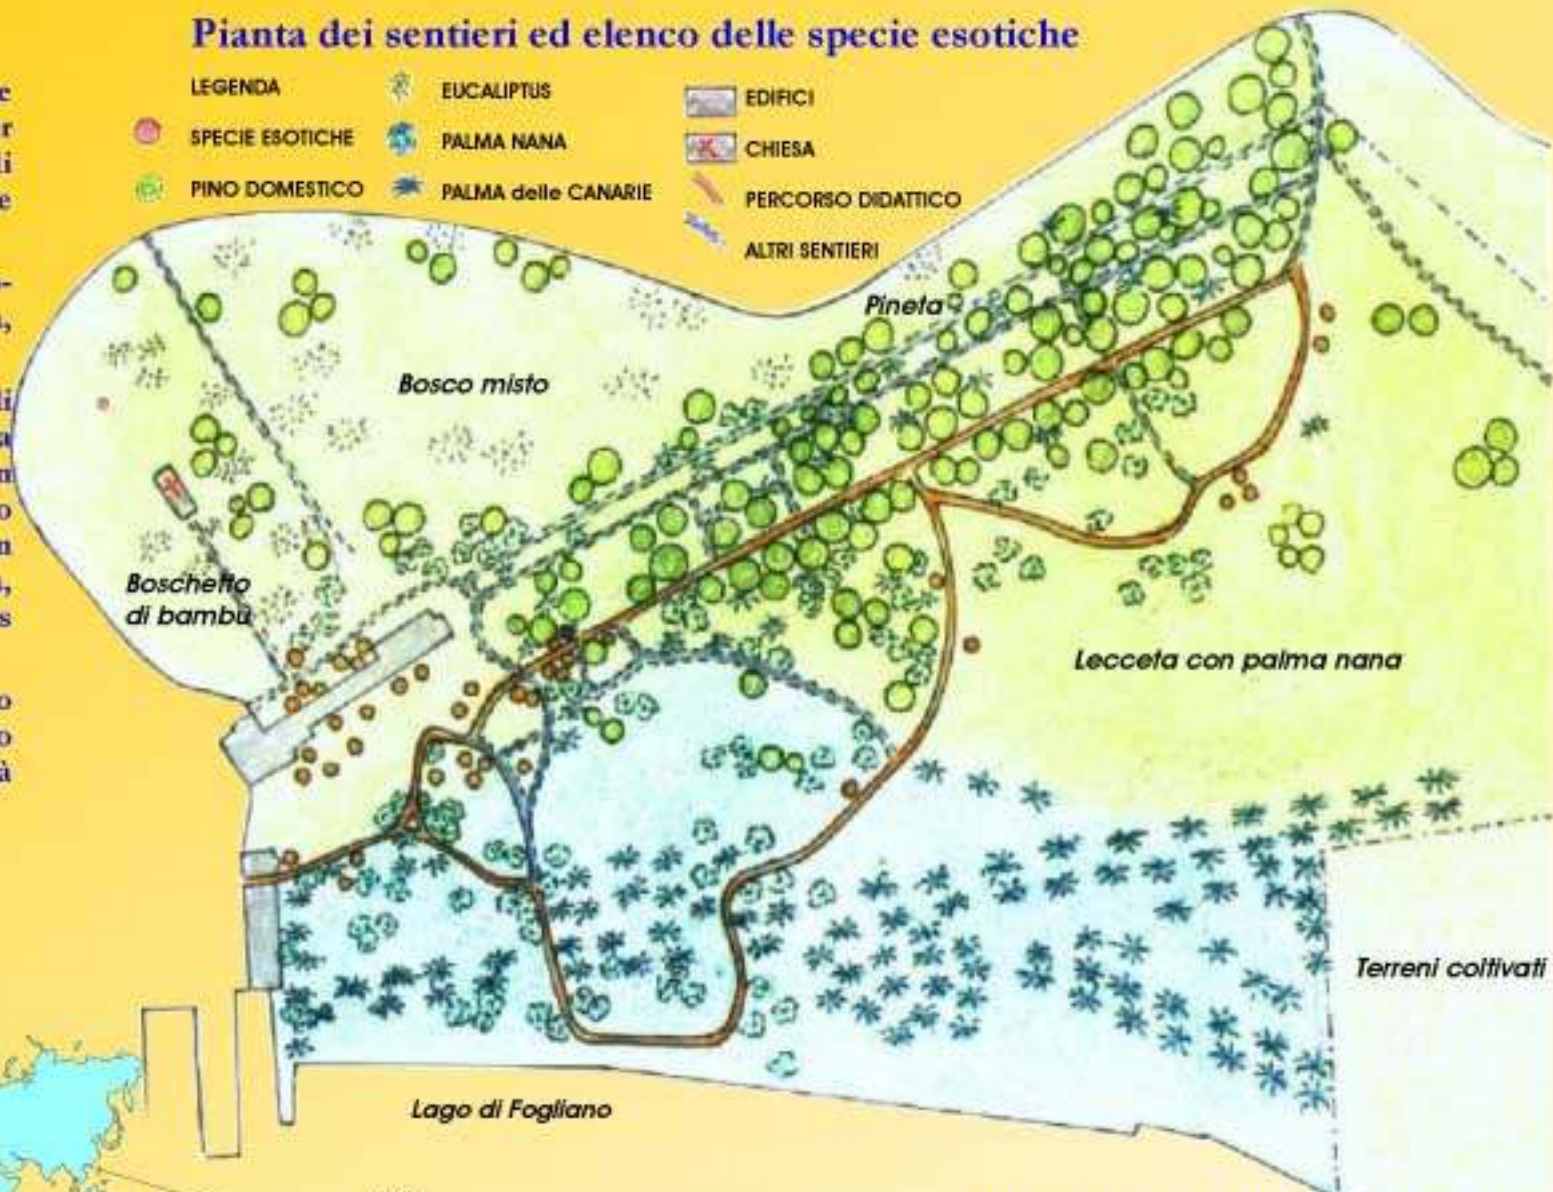 Pianta dei sentieri ed elenco delle specie esotiche
LEGENDA
SPECIE ESOTICHE
PINO DOMESTICO
EUCALIPTUS
PALMA NANA
PALMA delle CANARIE
EDIFICI
CHIESA
PERCORSO DIDATTICO
ALTRI SENTIERI
Pineta
Bosco misto
Boschetto
di bambù
Lecceta con palma nana
Terreni coltivati
Lago di Fogliano